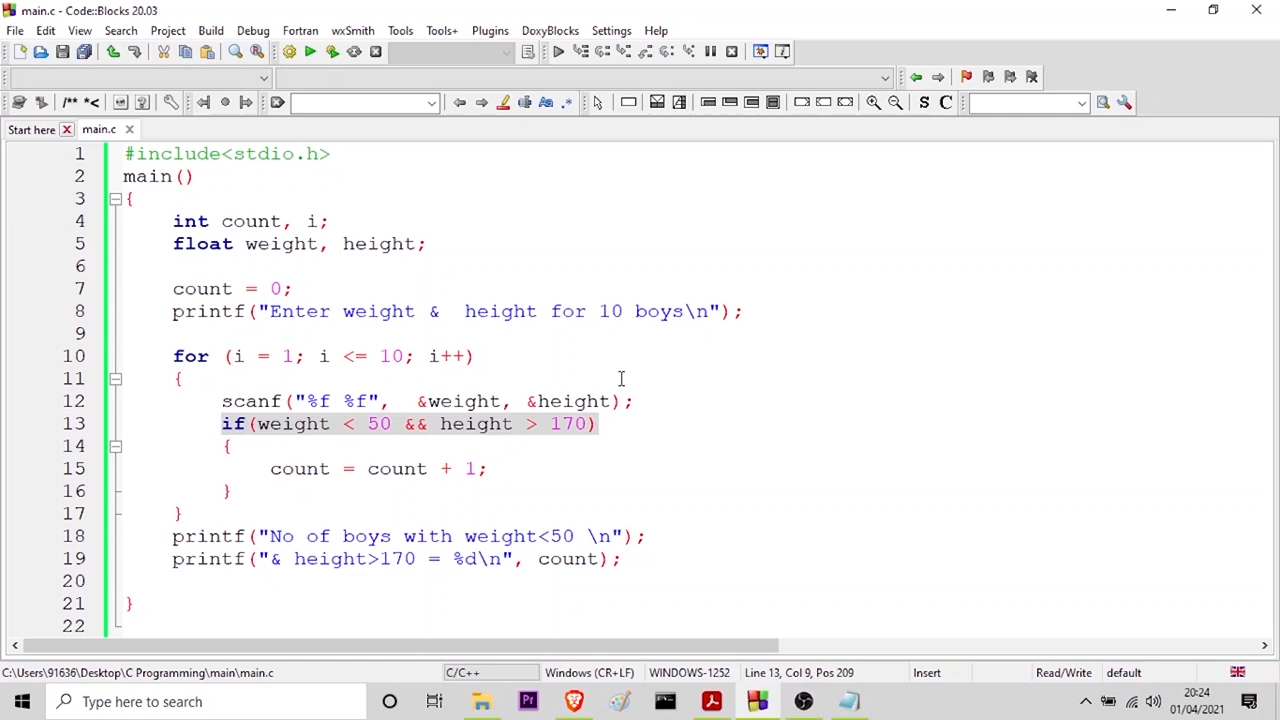 main.c - Code::Blocks 20.03
File Edit View Search Project Build Debug Fortran wxSmith Tools Tools+ Plugins DoxyBlocks Settings Help
/** *< S C
Start here main.c
1 #include<stdio.h>
2 main()
3 {
4 int count, i;
5 float weight, height;
6
7 count = 0;
8 printf("Enter weight &  height for 10 boys\n");
9
10 for (i = 1; i <= 10; i++)
11 {
12 scanf("%f %f",  &weight, &height);
13 if(weight < 50 && height > 170)
14 {
15 count = count + 1;
16 }
17 }
18 printf("No of boys with weight<50 \n");
19 printf("& height>170 = %d\n", count);
20
21 }
22
C:\Users\91636\Desktop\C Programming\main\main.c C/C++ Windows (CR+LF) WINDOWS-1252 Line 13, Col 9, Pos 209 Insert Read/Write default
Type here to search
20:24
01/04/2021